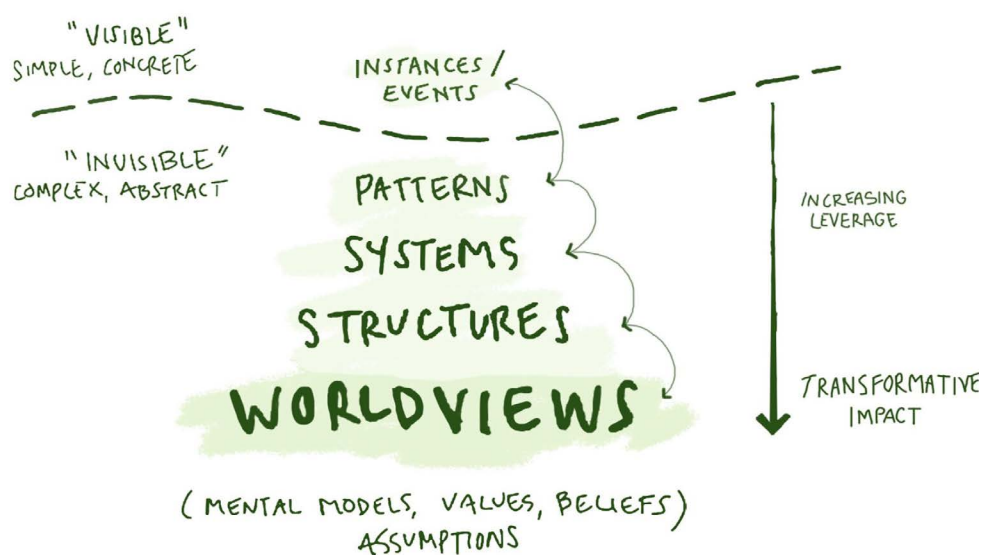 "VISIBLE"
SIMPLE, CONCRETE
INSTANCES/
EVENTS
"INVISIBLE"
COMPLEX, ABSTRACT
PATTERNS
SYSTEMS
STRUCTURES
WORLDVIEWS
(MENTAL MODELS, VALUES, BELIEFS)
ASSUMPTIONS
INCREASING
LEVERAGE
TRANSFORMATIVE
IMPACT